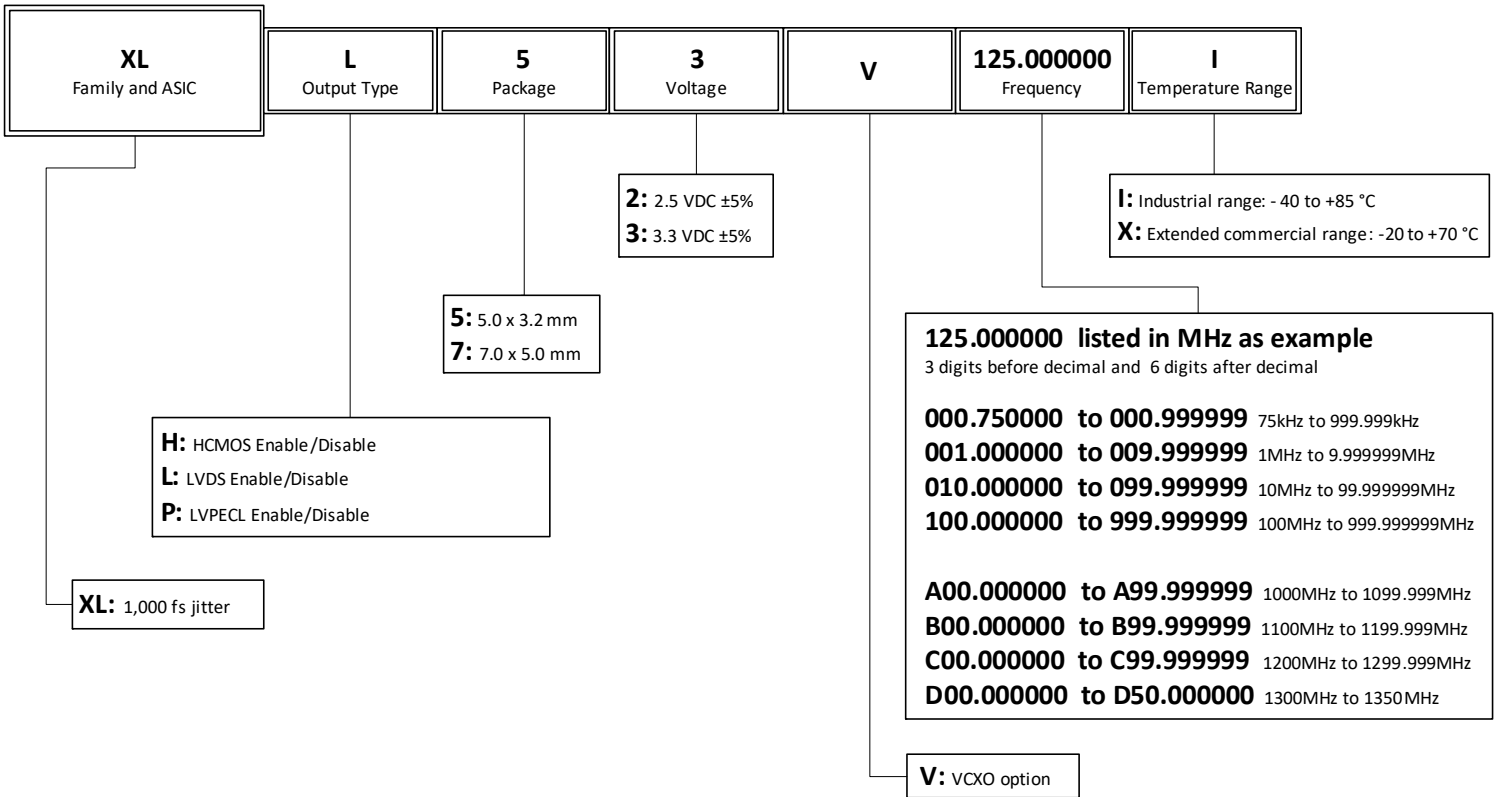 XL
Family and ASIC
L
Output Type
5
Package
3
Voltage
V
125.000000
Frequency
I
Temperature Range
2: 2.5 VDC ±5%
3: 3.3 VDC ±5%
I: Industrial range: - 40 to +85 °C
X: Extended commercial range: -20 to +70 °C
5: 5.0 x 3.2 mm
7: 7.0 x 5.0 mm
125.000000 listed in MHz as example
3 digits before decimal and 6 digits after decimal
000.750000 to 000.999999 75kHz to 999.999kHz
001.000000 to 009.999999 1MHz to 9.999999MHz
010.000000 to 099.999999 10MHz to 99.999999MHz
100.000000 to 999.999999 100MHz to 999.999999MHz
A00.000000 to A99.999999 1000MHz to 1099.999MHz
B00.000000 to B99.999999 1100MHz to 1199.999MHz
C00.000000 to C99.999999 1200MHz to 1299.999MHz
D00.000000 to D50.000000 1300MHz to 1350MHz
H: HCMOS Enable/Disable
L: LVDS Enable/Disable
P: LVPECL Enable/Disable
XL: 1,000 fs jitter
V: VCXO option